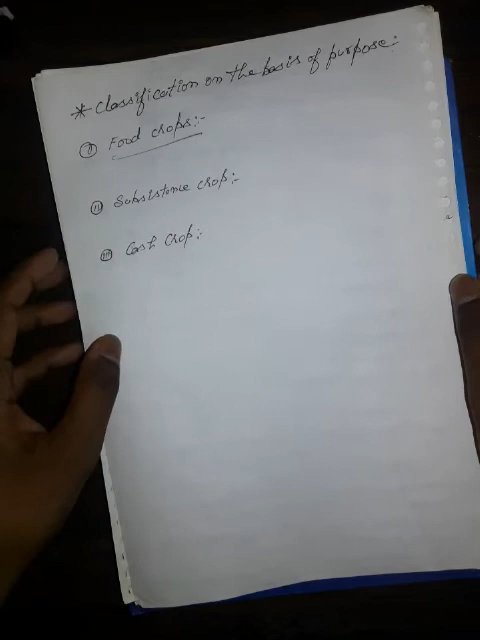 * Classification on the basis of purpose:-
(i) Food crops:-
(ii) Subsistence crop:-
(iii) Cash crop:-